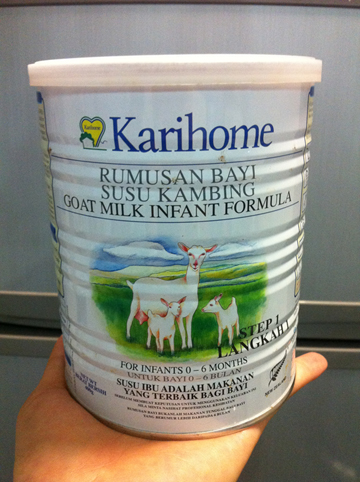 Karihome
Karihome
RUMUSAN BAYI
SUSU KAMBING
GOAT MILK INFANT FORMULA
STEP 1
LANGKAH 1
FOR INFANTS 0 – 6 MONTHS
UNTUK BAYI 0 – 6 BULAN
SUSU IBU ADALAH MAKANAN
YANG TERBAIK BAGI BAYI